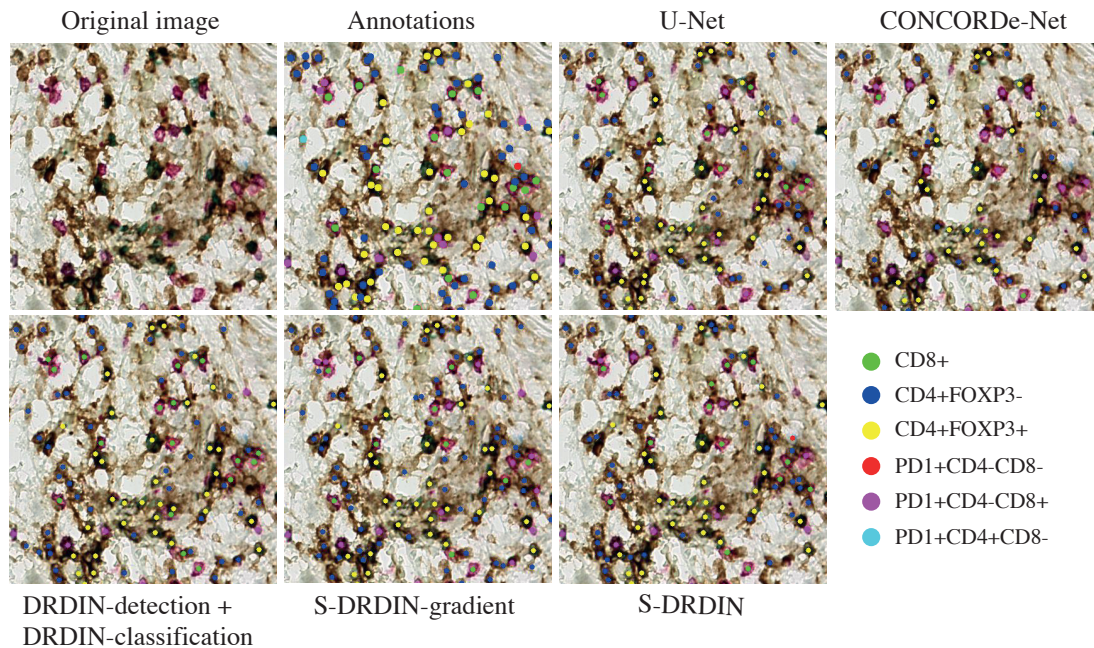 Original image
Annotations
U-Net
CONCORDe-Net
CD8+
CD4+FOXP3-
CD4+FOXP3+
PD1+CD4-CD8-
PD1+CD4-CD8+
PD1+CD4+CD8-
DRDIN-detection +
DRDIN-classification
S-DRDIN-gradient
S-DRDIN